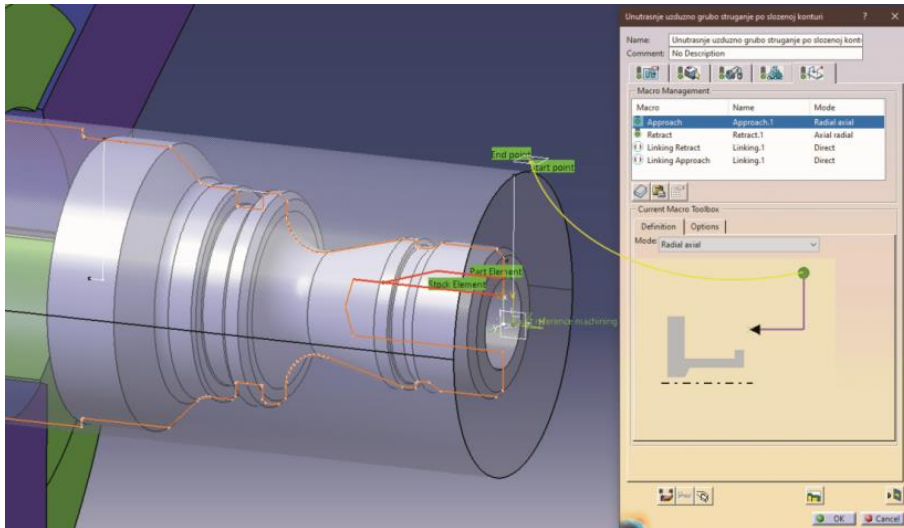 Unutrasnje uzduzno grubo struganje po slozenoj konturi ? ×
Name: Unutrasnje uzduzno grubo struganje po slozenoj kontu
Comment: No Description
Macro Management
Macro Name Mode
Approach Approach.1 Radial axial
Retract Retract.1 Axial radial
Linking Retract Linking.1 Direct
Linking Approach Linking.1 Direct
Current Macro Toolbox
Definition Options
Mode: Radial axial
End point
Start point
Part Element
Stock Element
reference machining
OK Cancel